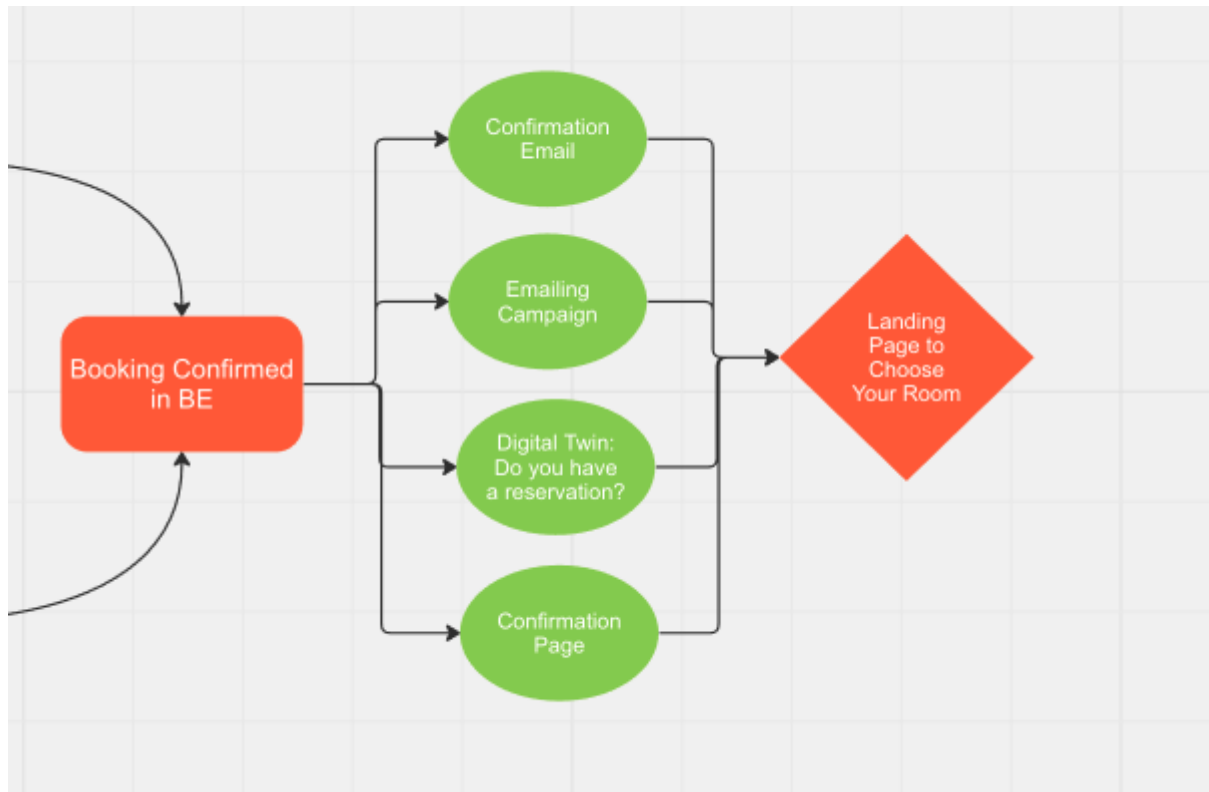 Confirmation
Email
Emailing
Campaign
Booking Confirmed
in BE
Landing
Page to
Choose
Your Room
Digital Twin:
Do you have
a reservation?
Confirmation
Page